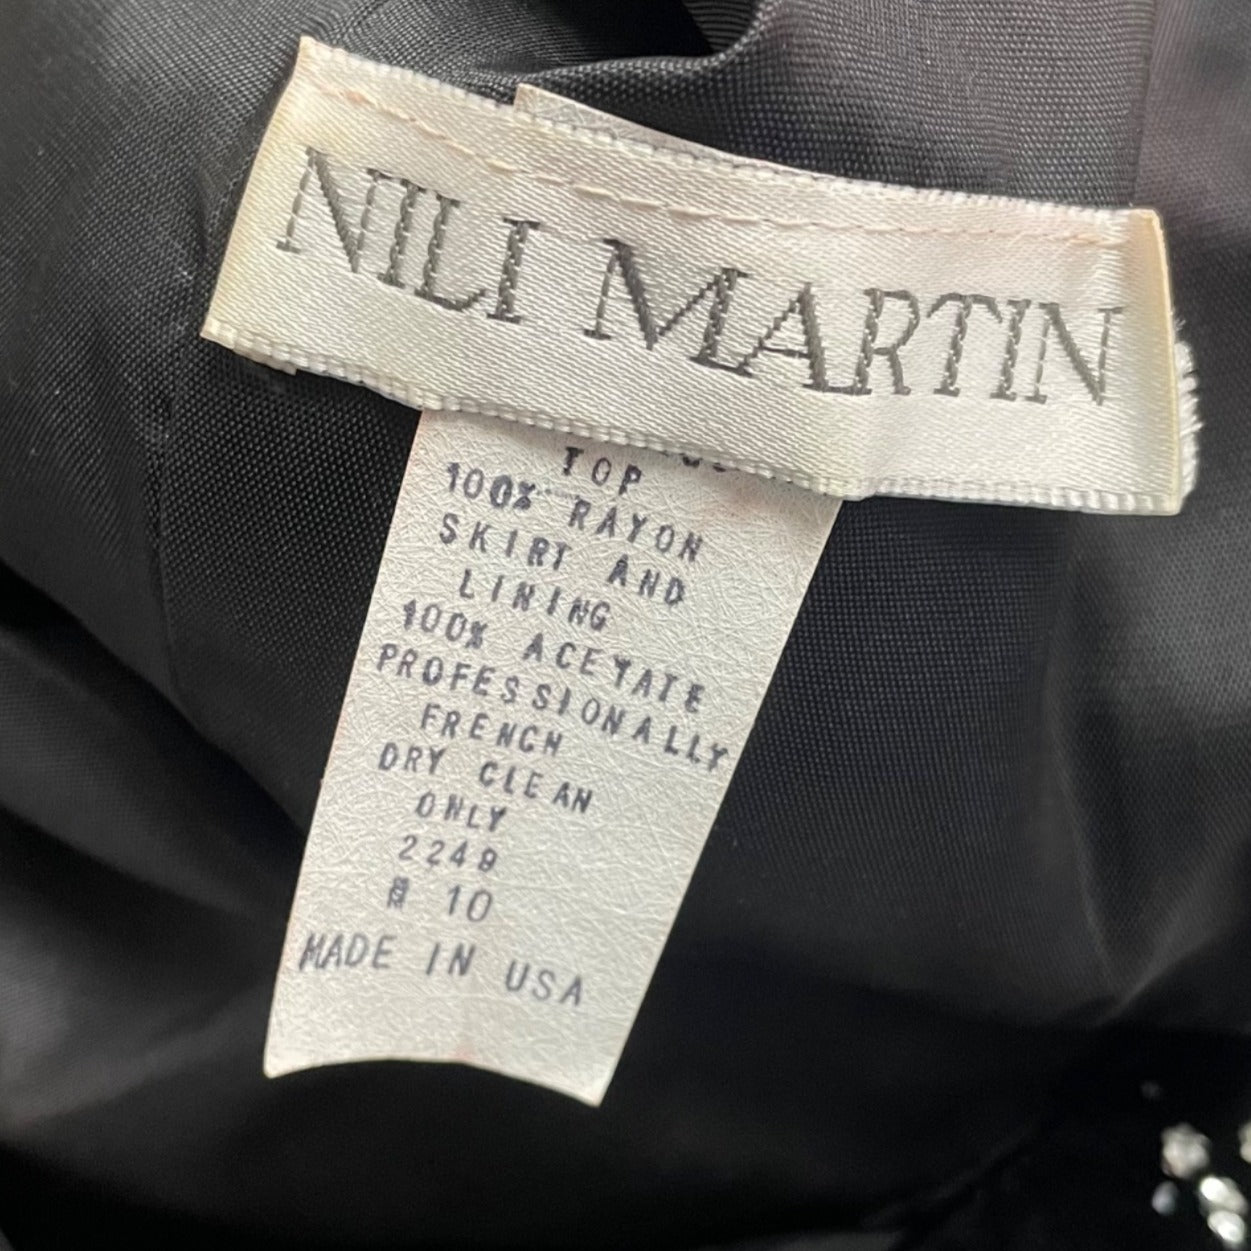 NILI MARTIN
TOP
100% RAYON
SKIRT AND
LINING
100% ACEYATE
PROFESSIONALLY
FRENCH
DRY CLEAN
ONLY
2249
10
MADE IN USA